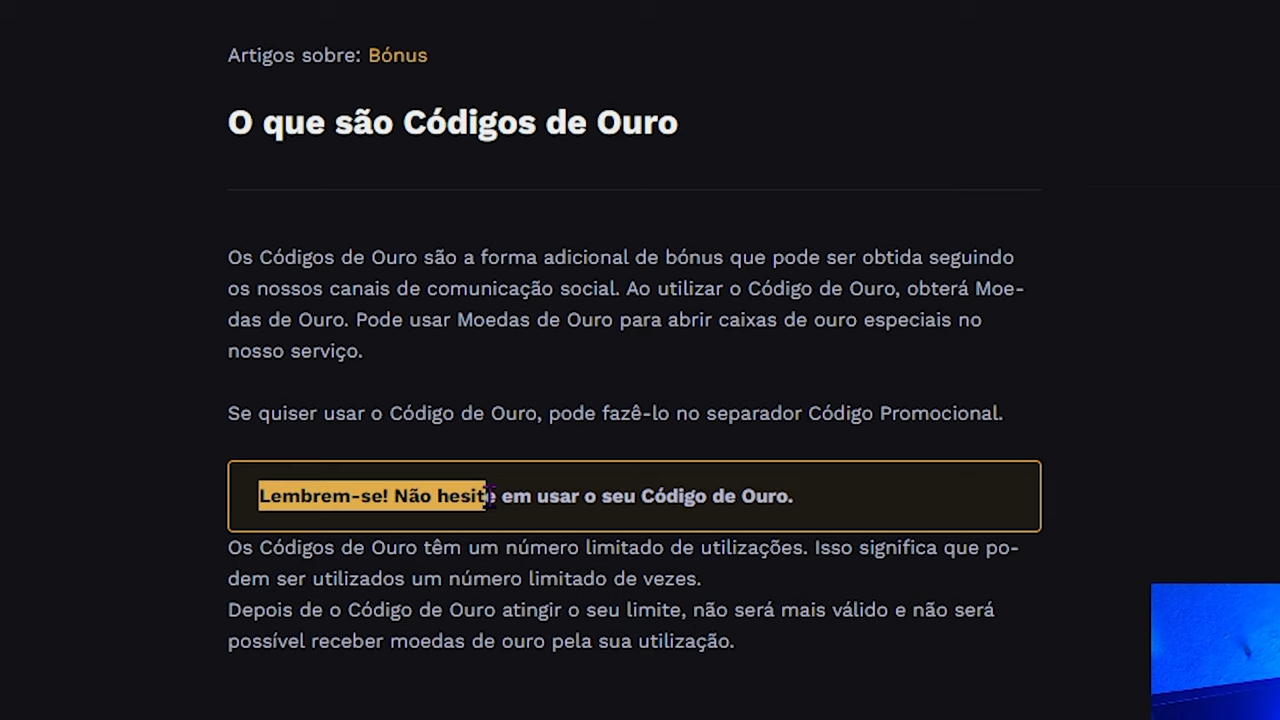 Artigos sobre: Bónus
O que são Códigos de Ouro
Os Códigos de Ouro são a forma adicional de bónus que pode ser obtida seguindo
os nossos canais de comunicação social. Ao utilizar o Código de Ouro, obterá Moe-
das de Ouro. Pode usar Moedas de Ouro para abrir caixas de ouro especiais no
nosso serviço.
Se quiser usar o Código de Ouro, pode fazê-lo no separador Código Promocional.
Lembrem-se! Não hesite em usar o seu Código de Ouro.
Os Códigos de Ouro têm um número limitado de utilizações. Isso significa que po-
dem ser utilizados um número limitado de vezes.
Depois de o Código de Ouro atingir o seu limite, não será mais válido e não será
possível receber moedas de ouro pela sua utilização.